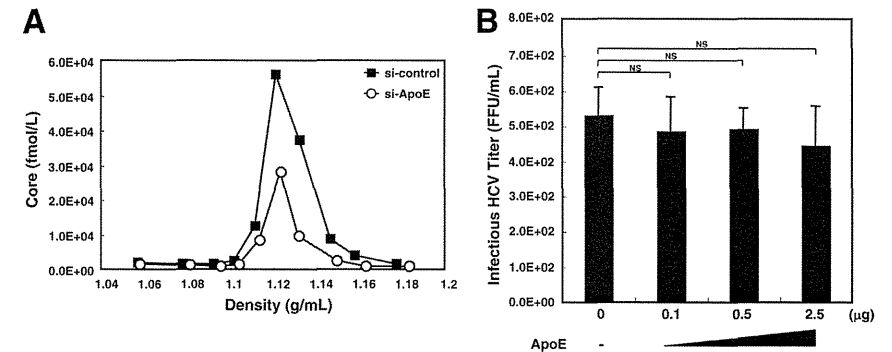 A
6.0E+04
5.0E+04
4.0E+04
3.0E+04
2.0E+04
1.0E+04
0.0E+00
Core (fmol/L)
si-control
si-ApoE
1.04 1.06 1.08 1.1 1.12 1.14 1.16 1.18 1.2
Density (g/mL)
B
8.0E+02
7.0E+02
6.0E+02
5.0E+02
4.0E+02
3.0E+02
2.0E+02
1.0E+02
0.0E+00
Infectious HCV Titer (FFU/mL)
NS
NS
NS
0 0.1 0.5 2.5 (μg)
ApoE -